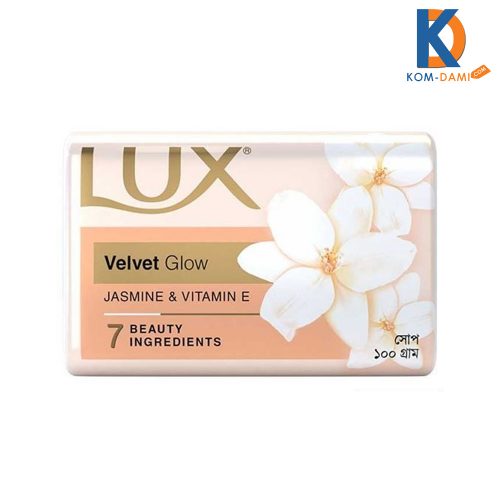 KOM-DAMI.COM
LUX®
Velvet Glow
JASMINE & VITAMIN E
7 BEAUTY
INGREDIENTS
সোপ
১০০ গ্রাম